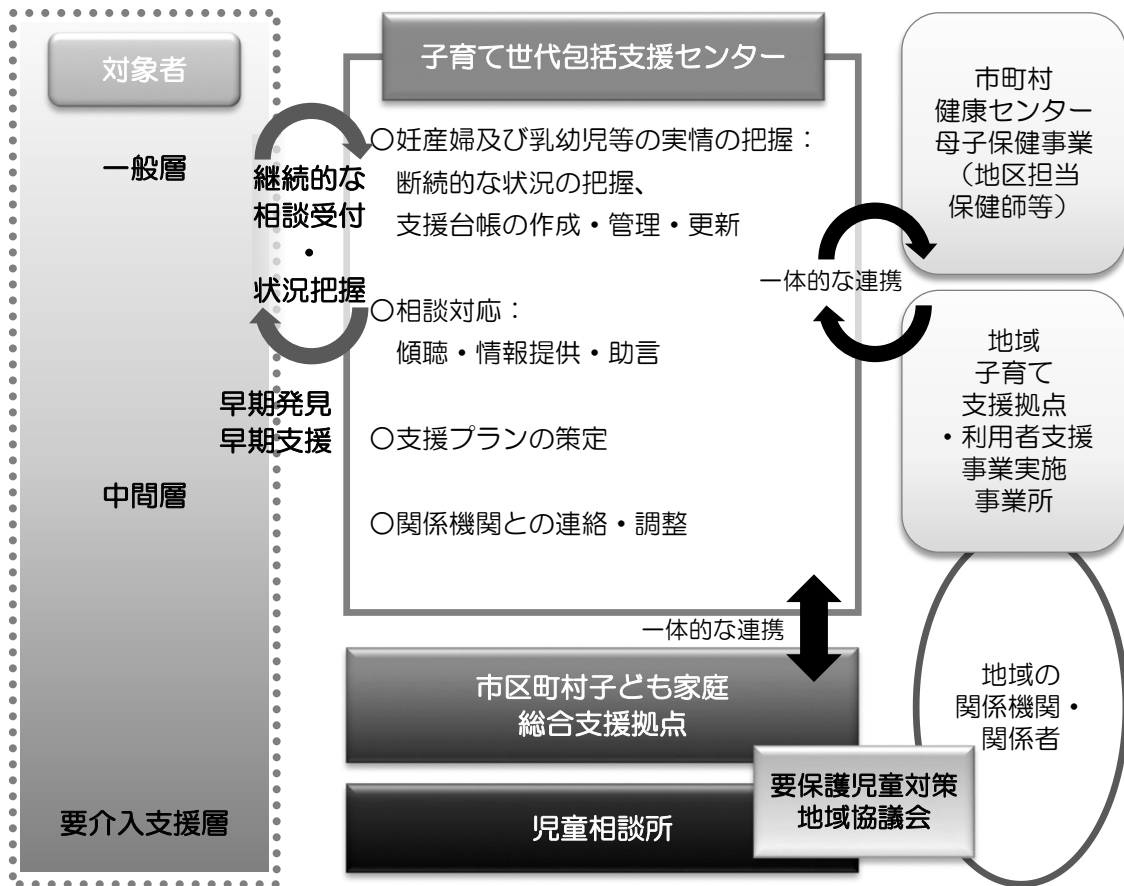 対象者
一般層
中間層
要介入支援層
継続的な
相談受付
・
状況把握
早期発見
早期支援
子育て世代包括支援センター
○妊産婦及び乳幼児等の実情の把握：
断続的な状況の把握、
支援台帳の作成・管理・更新
○相談対応：
傾聴・情報提供・助言
○支援プランの策定
○関係機関との連絡・調整
一体的な連携
市町村
健康センター
母子保健事業
（地区担当
保健師等）
地域
子育て
支援拠点
・利用者支援
事業実施
事業所
一体的な連携
市区町村子ども家庭
総合支援拠点
児童相談所
要保護児童対策
地域協議会
地域の
関係機関・
関係者